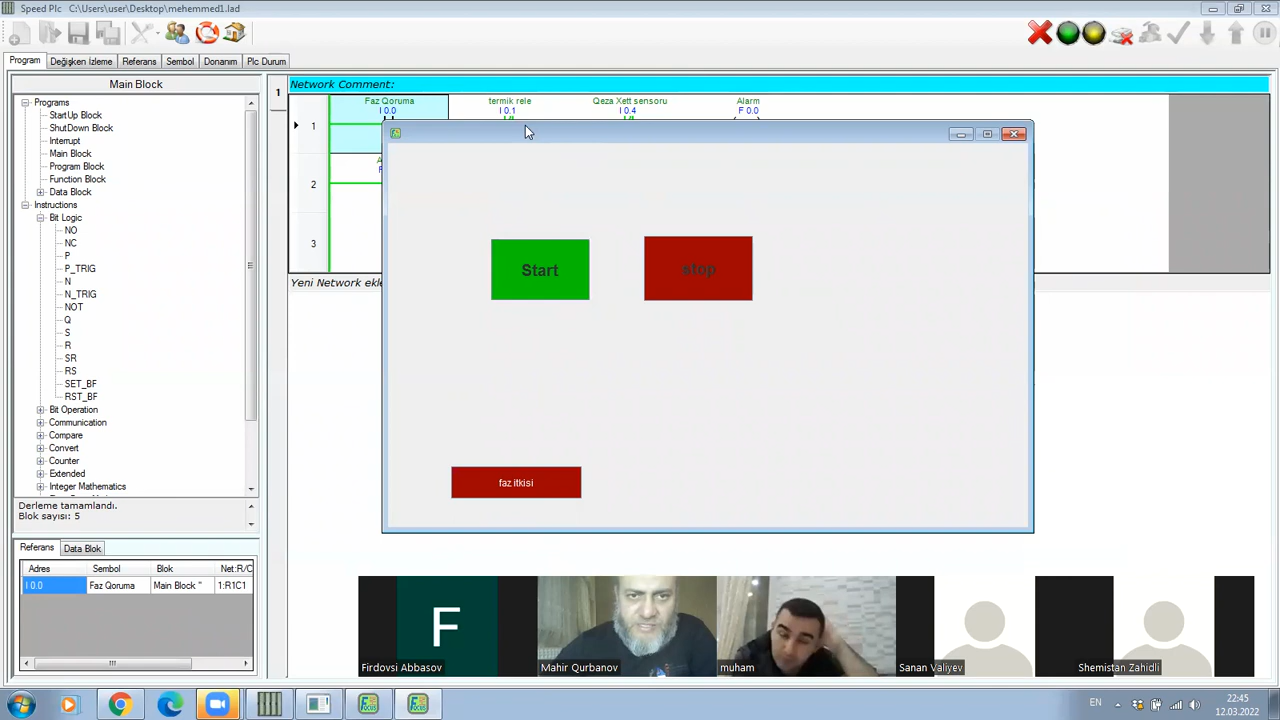 Speed Plc C:\Users\user\Desktop\mehemmed1.lad
Program
Değişken İzleme
Referans
Sembol
Donanım
Plc Durum
Main Block
Programs
StartUp Block
ShutDown Block
Interrupt
Main Block
Program Block
Function Block
Data Block
Instructions
Bit Logic
NO
NC
P
P_TRIG
N
N_TRIG
NOT
Q
S
R
SR
RS
SET_BF
RST_BF
Bit Operation
Communication
Compare
Convert
Counter
Extended
Integer Mathematics
Derleme tamamlandı.
Blok sayısı: 5
Referans
Data Blok
Adres Sembol Blok Net:R/C
I 0.0 Faz Qoruma Main Block " 1:R1C1
1
Network Comment:
Faz Qoruma termik rele Qeza Xett sensoru Alarm
I 0.0 I 0.1 I 0.4 F 0.0
1
2
3
Yeni Network ekle
Start
stop
faz itkisi
F
Firdovsi Abbasov
Mahir Qurbanov
muham
Sanan Valiyev
Shemistan Zahidli
FOCUS
FOCUS
EN
22:45
12.03.2022